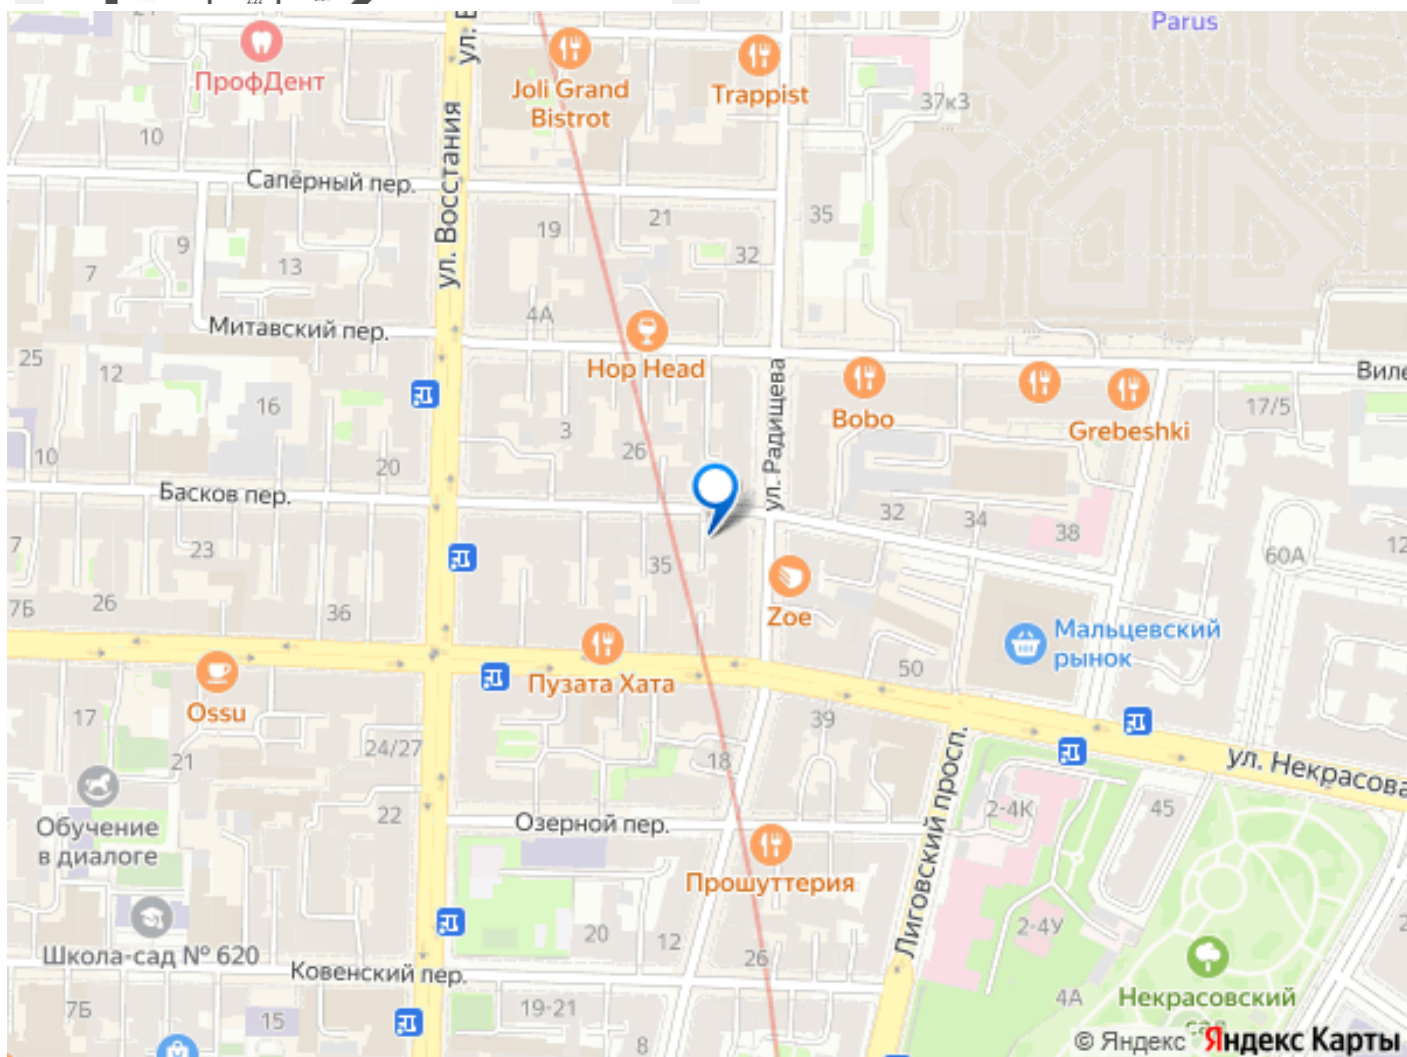 Parus
ул. В
ПрофДент
Joli Grand
Bistrot
Trappist
37к3
10
ул. Восстания
Сапёрный пер.
21
35
19
9
32
7
13
4А
Митавский пер.
Hop Head
25
12
ул. Радищева
Виле
16
Bobo
Grebeshki
17/5
3
26
10
20
Басков пер.
32
34
38
7
23
35
60А
12
7Б
26
36
Zoe
Мальцевский
рынок
50
Пузата Хата
Ossu
17
39
24/27
21
18
ул. Некрасова
Лиговский просп.
2-4К
45
22
Озерной пер.
Обучение
в диалоге
Прошуттерия
2-4У
20
12
26
Школа-сад № 620
Ковенский пер.
4А
Некрасовский
сад
7Б
15
19-21
8
© Яндекс Яндекс Карты